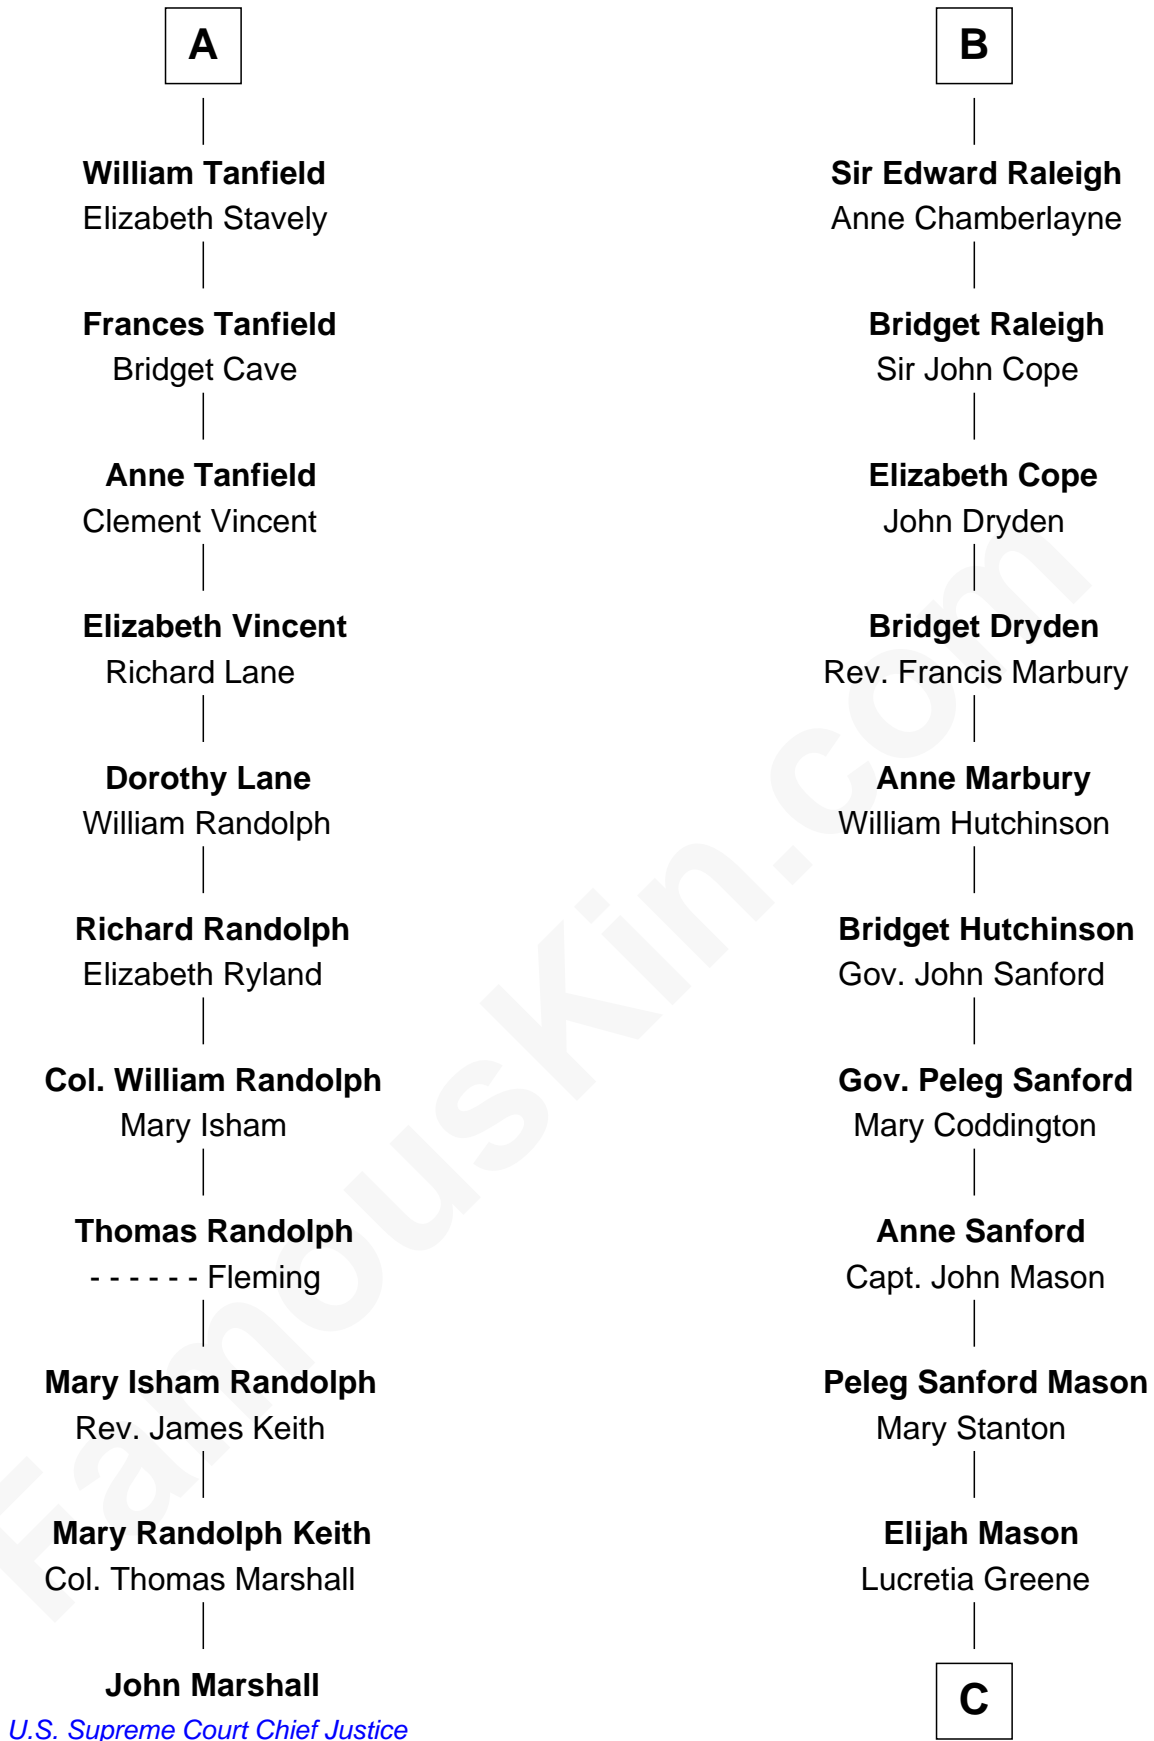 A
William Tanfield
Elizabeth Stavely
Frances Tanfield
Bridget Cave
Anne Tanfield
Clement Vincent
Elizabeth Vincent
Richard Lane
Dorothy Lane
William Randolph
Richard Randolph
Elizabeth Ryland
Col. William Randolph
Mary Isham
Thomas Randolph
- - - - - - Fleming
Mary Isham Randolph
Rev. James Keith
Mary Randolph Keith
Col. Thomas Marshall
John Marshall
U.S. Supreme Court Chief Justice
B
Sir Edward Raleigh
Anne Chamberlayne
Bridget Raleigh
Sir John Cope
Elizabeth Cope
John Dryden
Bridget Dryden
Rev. Francis Marbury
Anne Marbury
William Hutchinson
Bridget Hutchinson
Gov. John Sanford
Gov. Peleg Sanford
Mary Coddington
Anne Sanford
Capt. John Mason
Peleg Sanford Mason
Mary Stanton
Elijah Mason
Lucretia Greene
C
FamousKin.com